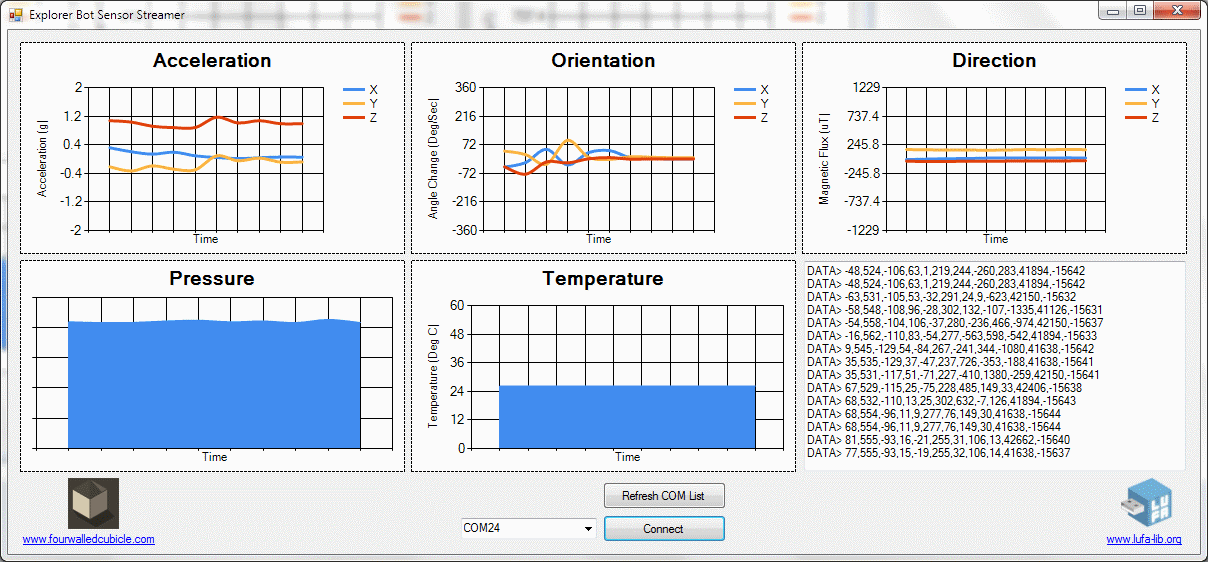 Explorer Bot Sensor Streamer
Acceleration
2
1.2
0.4
-0.4
-1.2
-2
Acceleration (g)
Time
X
Y
Z
Orientation
360
216
72
-72
-216
-360
Angle Change (Deg/Sec)
Time
X
Y
Z
Direction
1229
737.4
245.8
-245.8
-737.4
-1229
Magnetic Flux (uT)
Time
X
Y
Z
Pressure
Time
Temperature
60
48
36
24
12
0
Temperature (Deg C)
Time
DATA> -48,524,-106,63,1,219,244,-260,283,41894,-15642
DATA> -48,524,-106,63,1,219,244,-260,283,41894,-15642
DATA> -63,531,-105,53,-32,291,24,9,-623,42150,-15632
DATA> -58,548,-108,96,-28,302,132,-107,-1335,41126,-15631
DATA> -54,558,-104,106,-37,280,-236,466,-974,42150,-15637
DATA> -16,562,-110,83,-54,277,-563,598,-542,41894,-15633
DATA> 9,545,-129,54,-84,267,-241,344,-1080,41638,-15642
DATA> 35,535,-129,37,-47,237,726,-353,-188,41638,-15641
DATA> 35,531,-117,51,-71,227,-410,1380,-259,42150,-15641
DATA> 67,529,-115,25,-75,228,485,149,33,42406,-15638
DATA> 68,532,-110,13,25,302,632,-7,126,41894,-15643
DATA> 68,554,-96,11,9,277,76,149,30,41638,-15644
DATA> 68,554,-96,11,9,277,76,149,30,41638,-15644
DATA> 81,555,-93,16,-21,255,31,106,13,42662,-15640
DATA> 77,555,-93,15,-19,255,32,106,14,41638,-15637
www.fourwalledcubicle.com
Refresh COM List
COM24
Connect
LUFA
www.lufa-lib.org